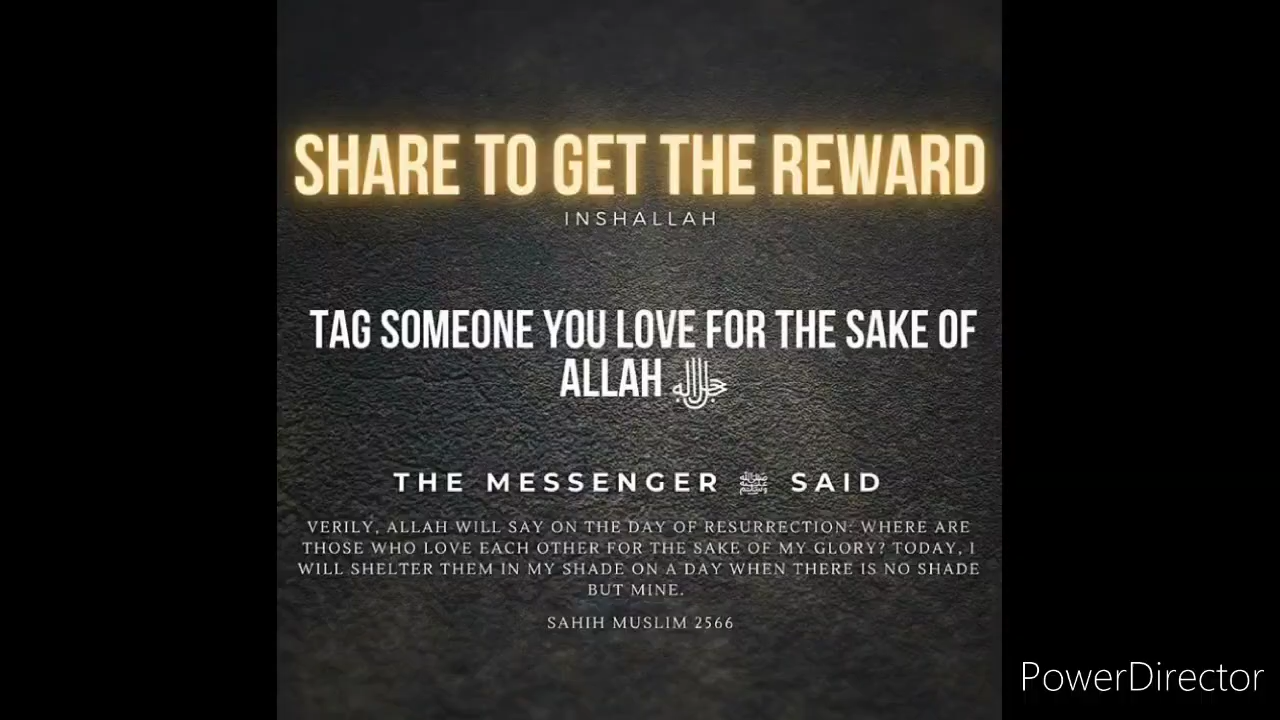 SHARE TO GET THE REWARD
INSHALLAH
TAG SOMEONE YOU LOVE FOR THE SAKE OF
ALLAH ﷻ
THE MESSENGER ﷺ SAID
VERILY, ALLAH WILL SAY ON THE DAY OF RESURRECTION: WHERE ARE
THOSE WHO LOVE EACH OTHER FOR THE SAKE OF MY GLORY? TODAY, I
WILL SHELTER THEM IN MY SHADE ON A DAY WHEN THERE IS NO SHADE
BUT MINE.
SAHIH MUSLIM 2566
PowerDirector